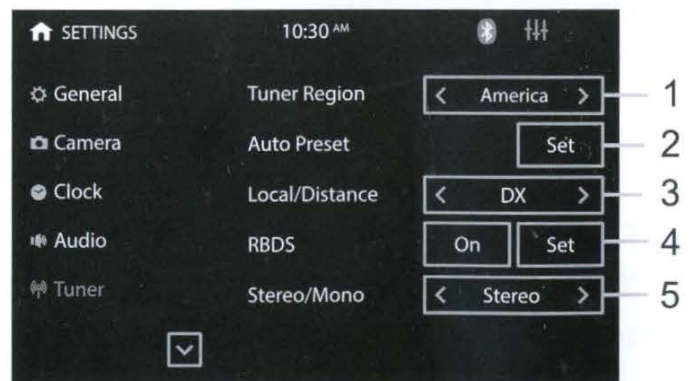 SETTINGS 10:30 AM
General Tuner Region < America > 1
Camera Auto Preset Set 2
Clock Local/Distance < DX > 3
Audio RBDS On Set 4
Tuner Stereo/Mono < Stereo > 5